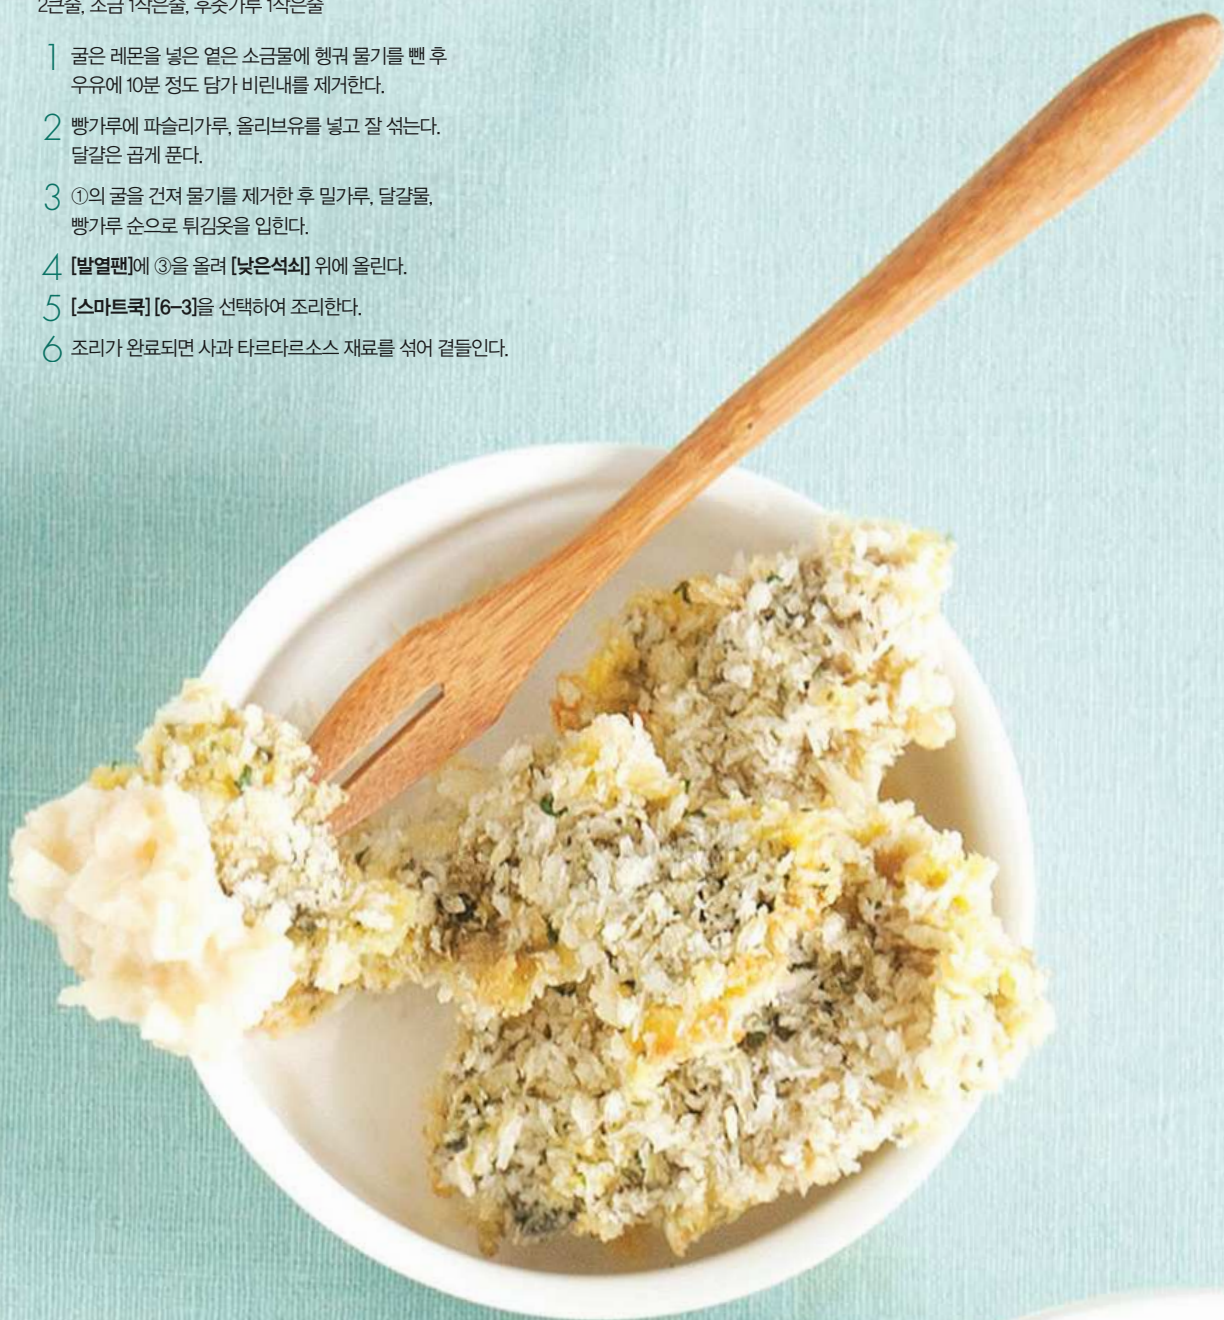 2큰술, 소금 1작은술, 후춧가루 1작은술
1 굴은 레몬을 넣은 옅은 소금물에 헹궈 물기를 뺀 후
우유에 10분 정도 담가 비린내를 제거한다.
2 빵가루에 파슬리가루, 올리브유를 넣고 잘 섞는다.
달걀은 곱게 푼다.
3 ①의 굴을 건져 물기를 제거한 후 밀가루, 달걀물,
빵가루 순으로 튀김옷을 입힌다.
4 [발열팬]에 ③을 올려 [낮은석쇠] 위에 올린다.
5 [스마트쿡] [6-3]을 선택하여 조리한다.
6 조리가 완료되면 사과 타르타르소스 재료를 섞어 곁들인다.